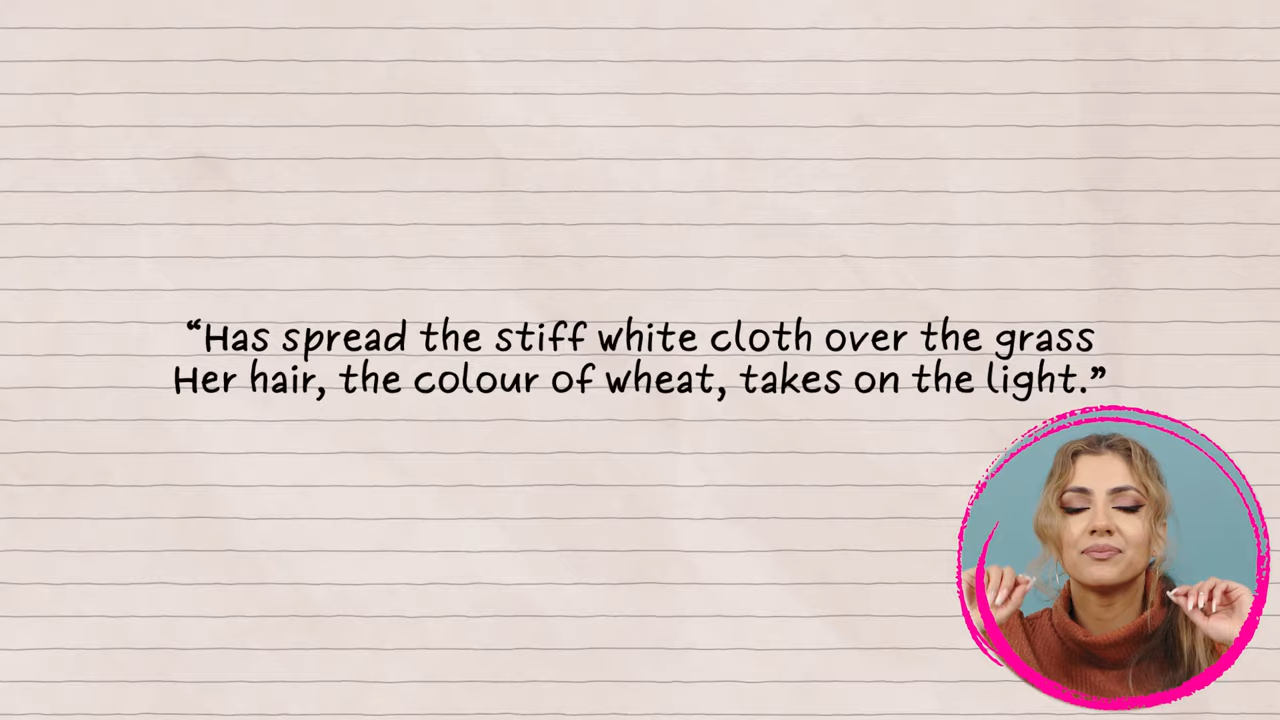 “Has spread the stiff white cloth over the grass
Her hair, the colour of wheat, takes on the light.”